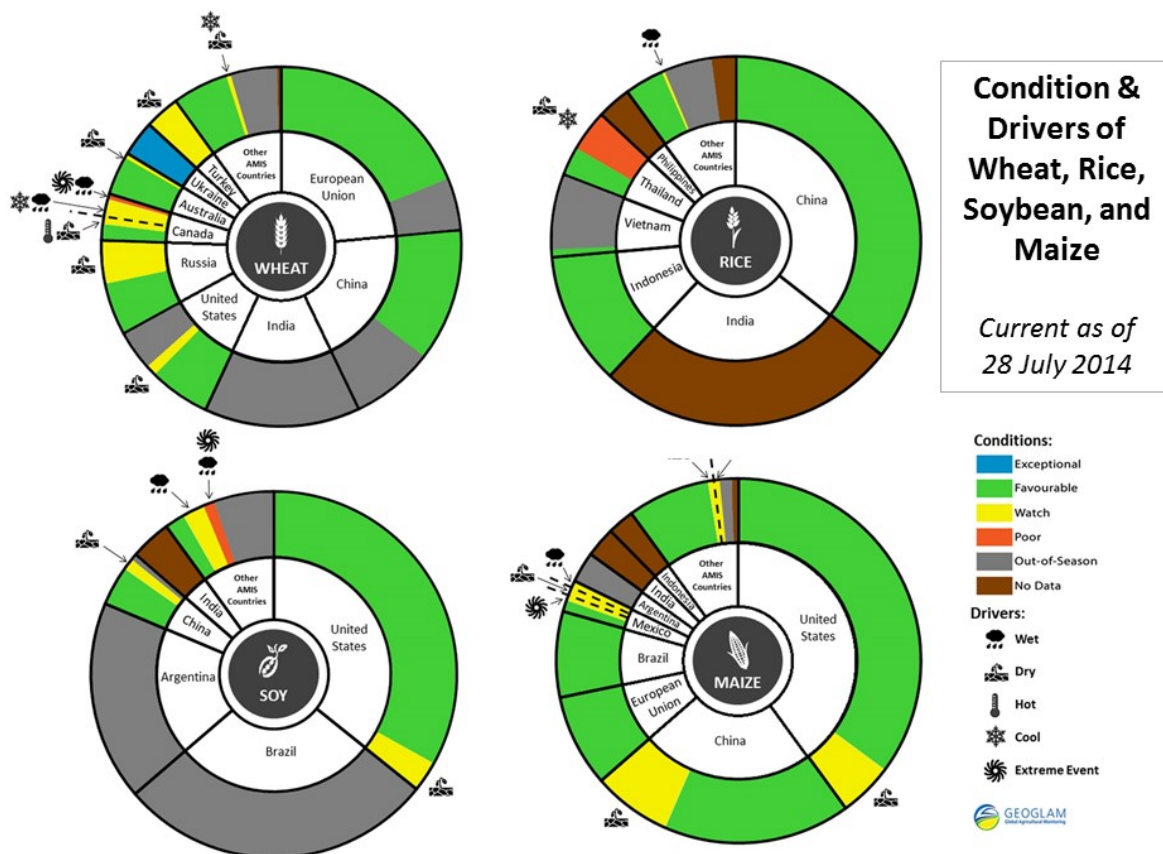 Condition &
Drivers of
Wheat, Rice,
Soybean, and
Maize
Current as of
28 July 2014
WHEAT
Other
AMIS
Countries
European
Union
China
India
United
States
Russia
Canada
Australia
Ukraine
Turkey
RICE
Other
AMIS
Countries
China
India
Indonesia
Vietnam
Thailand
Philippines
SOY
Other
AMIS
Countries
United
States
Brazil
Argentina
China
India
MAIZE
Other
AMIS
Countries
United
States
China
European
Union
Brazil
Mexico
Argentina
India
Indonesia
Conditions:
Exceptional
Favourable
Watch
Poor
Out-of-Season
No Data
Drivers:
Wet
Dry
Hot
Cool
Extreme Event
GEOGLAM
Global Agricultural Monitoring